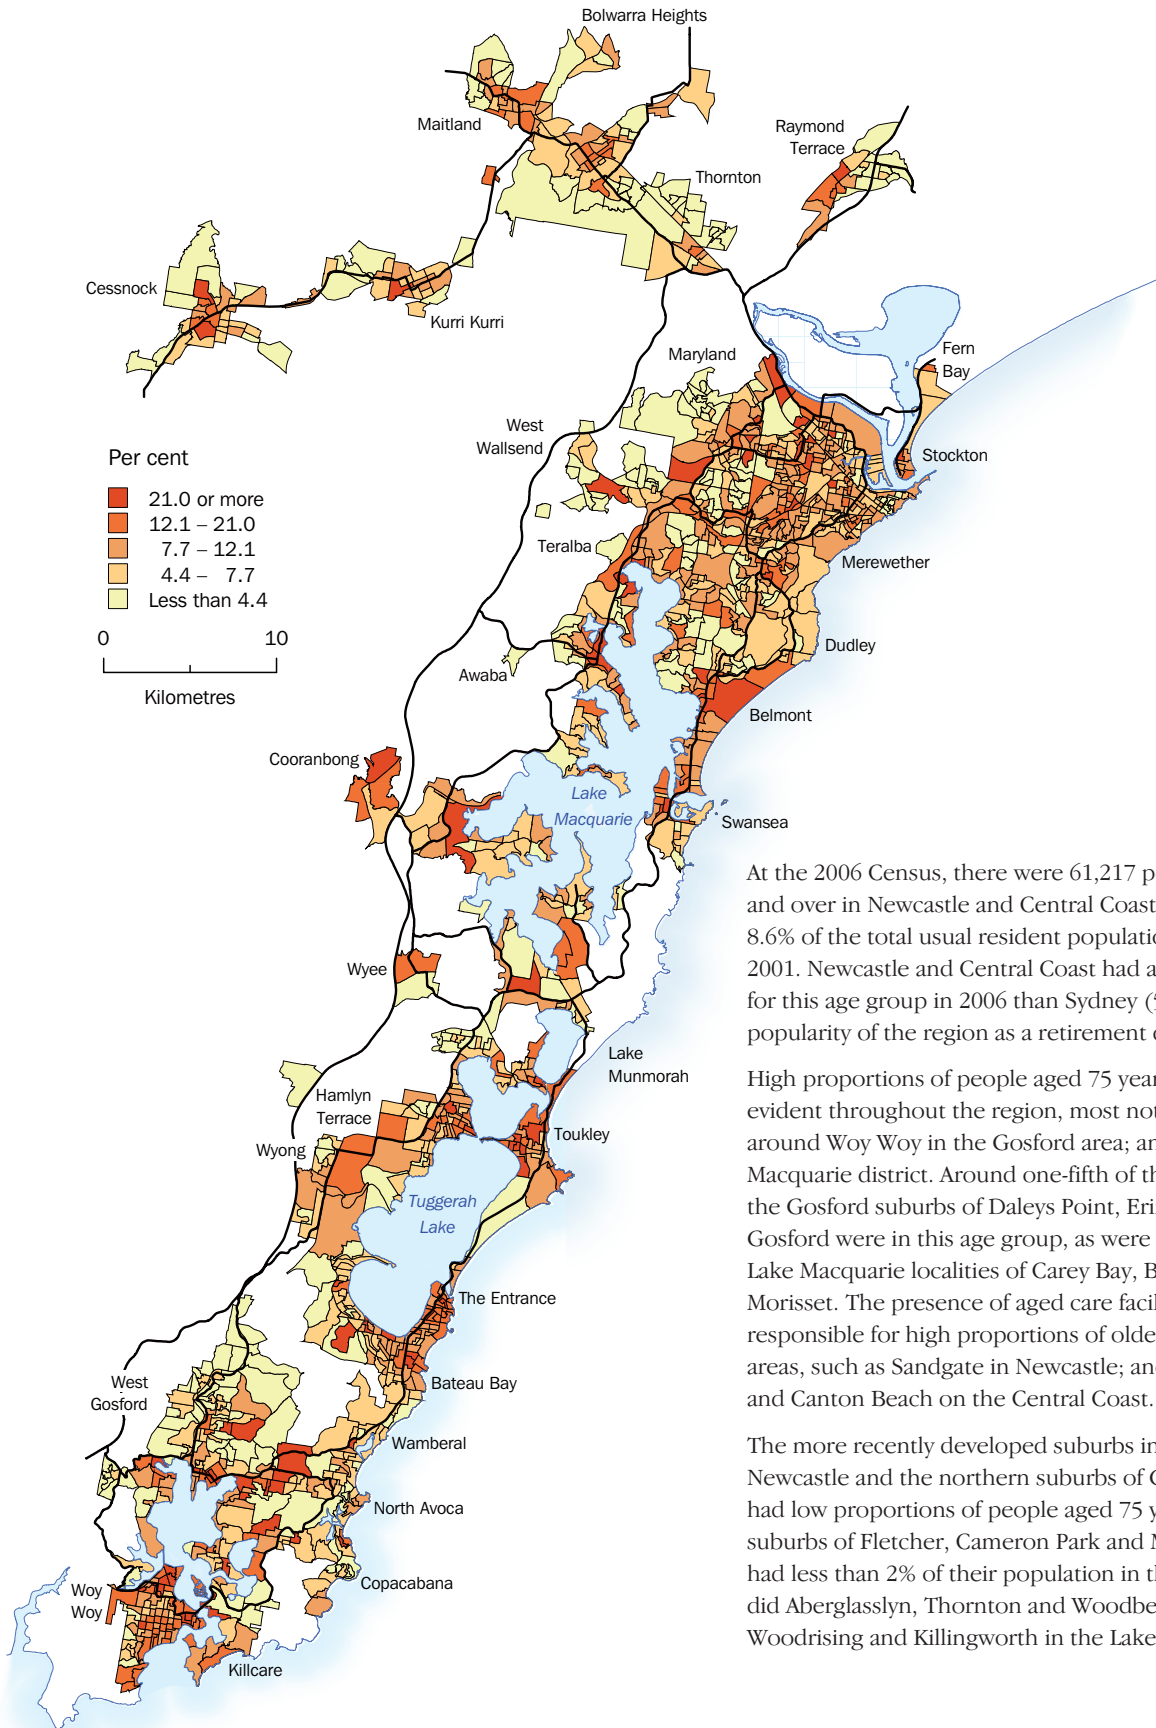 Bolwarra Heights
Maitland
Raymond
Terrace
Thornton
Cessnock
Kurri Kurri
Maryland
Fern
Bay
West
Wallsend
Stockton
Per cent
21.0 or more
12.1 – 21.0
7.7 – 12.1
4.4 – 7.7
Less than 4.4
0 10
Kilometres
Teralba
Merewether
Dudley
Awaba
Belmont
Cooranbong
Lake
Macquarie
Swansea
Wyee
Lake
Munmorah
Hamlyn
Terrace
Toukley
Wyong
Tuggerah
Lake
The Entrance
West
Gosford
Bateau Bay
Wamberal
North Avoca
Copacabana
Woy
Woy
Killcare
At the 2006 Census, there were 61,217 p
and over in Newcastle and Central Coast
8.6% of the total usual resident populatio
2001. Newcastle and Central Coast had a
for this age group in 2006 than Sydney (
popularity of the region as a retirement
High proportions of people aged 75 year
evident throughout the region, most not
around Woy Woy in the Gosford area; an
Macquarie district. Around one-fifth of th
the Gosford suburbs of Daleys Point, Eri
Gosford were in this age group, as were
Lake Macquarie localities of Carey Bay, B
Morisset. The presence of aged care facil
responsible for high proportions of olde
areas, such as Sandgate in Newcastle; an
and Canton Beach on the Central Coast.
The more recently developed suburbs in
Newcastle and the northern suburbs of
had low proportions of people aged 75 y
suburbs of Fletcher, Cameron Park and M
had less than 2% of their population in th
did Aberglasslyn, Thornton and Woodbe
Woodrising and Killingworth in the Lake